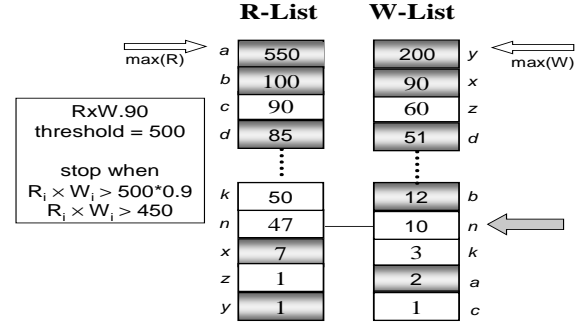 R-List W-List
max(R) a 550 200 y max(W)
b 100 90 x
c 90 60 z
d 85 51 d
RxW.90
threshold = 500
stop when
Ri x Wi > 500*0.9
Ri x Wi > 450
k 50 12 b
n 47 10 n
x 7 3 k
z 1 2 a
y 1 1 c